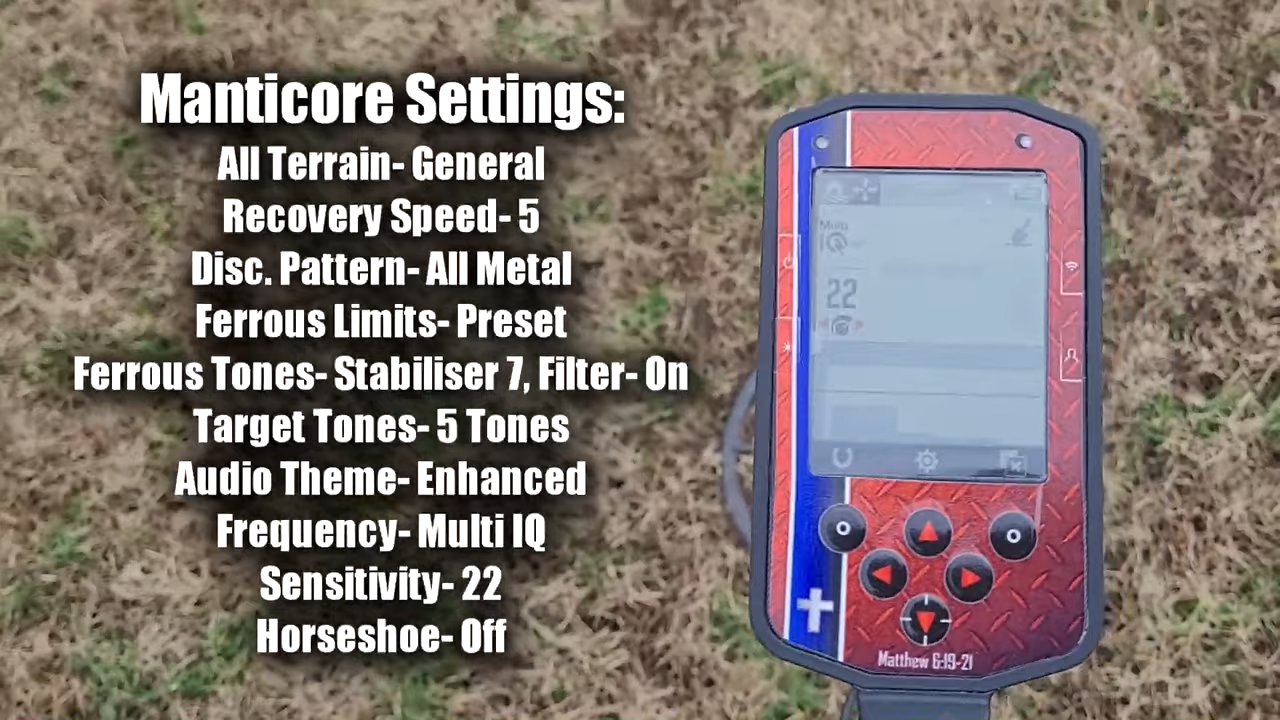 Manticore Settings:
All Terrain- General
Recovery Speed- 5
Disc. Pattern- All Metal
Ferrous Limits- Preset
Ferrous Tones- Stabiliser 7, Filter- On
Target Tones- 5 Tones
Audio Theme- Enhanced
Frequency- Multi IQ
Sensitivity- 22
Horseshoe- Off
Multi
IQ
22
Matthew 6:19-21